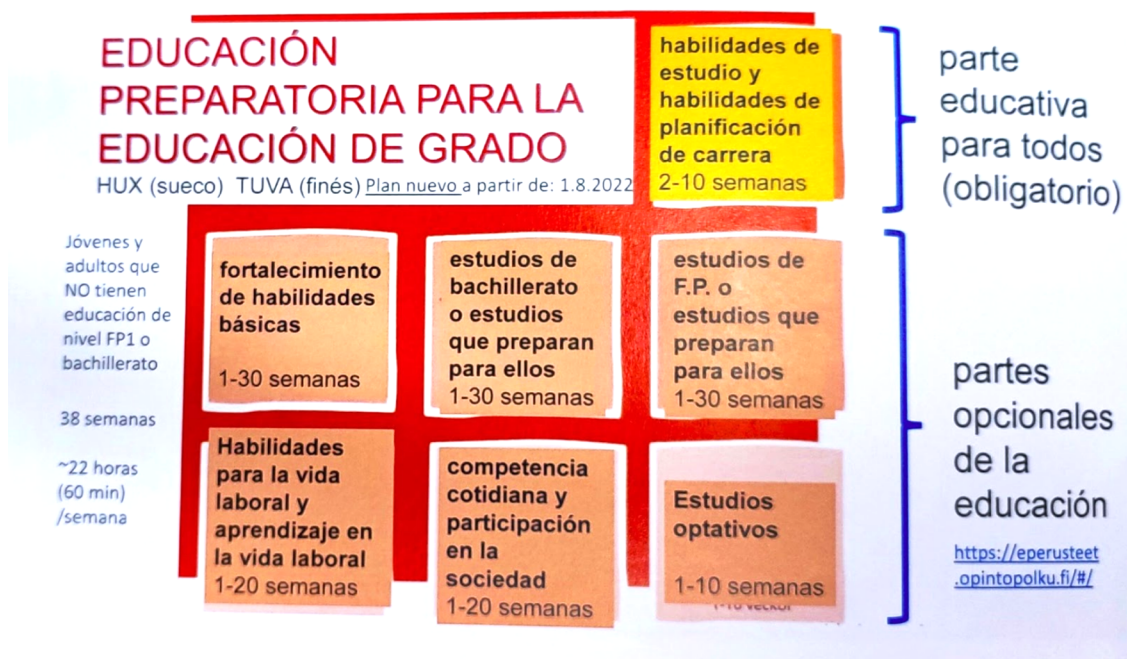 EDUCACIÓN
PREPARATORIA PARA LA
EDUCACIÓN DE GRADO
HUX (sueco) TUVA (finés) Plan nuevo a partir de: 1.8.2022
habilidades de
estudio y
habilidades de
planificación
de carrera
2-10 semanas
parte
educativa
para todos
(obligatorio)
Jóvenes y
adultos que
NO tienen
educación de
nivel FP1 o
bachillerato
38 semanas
~22 horas
(60 min)
/semana
fortalecimiento
de habilidades
básicas
1-30 semanas
estudios de
bachillerato
o estudios
que preparan
para ellos
1-30 semanas
estudios de
F.P. o
estudios que
preparan
para ellos
1-30 semanas
Habilidades
para la vida
laboral y
aprendizaje en
la vida laboral
1-20 semanas
competencia
cotidiana y
participación
en la
sociedad
1-20 semanas
Estudios
optativos
1-10 semanas
1-10 veckor
partes
opcionales
de la
educación
https://eperusteet
.opintopolku.fi/#/